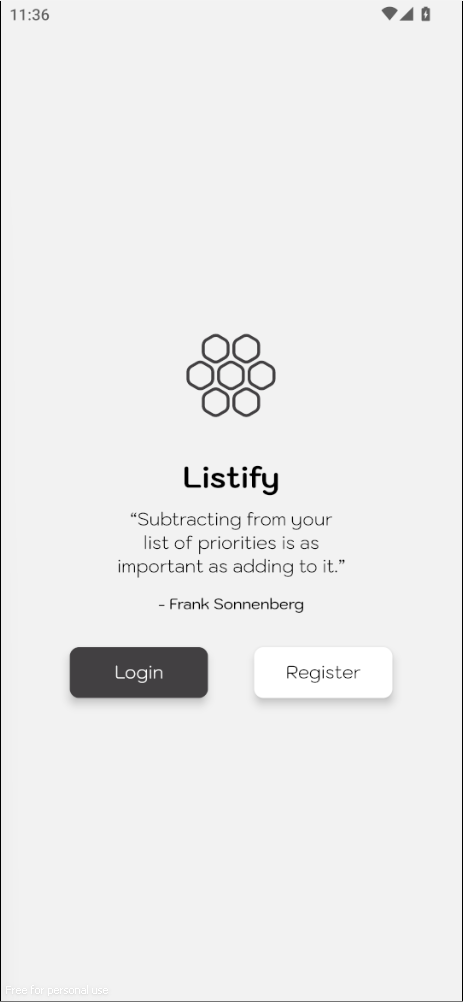 11:36
Listify
“Subtracting from your
list of priorities is as
important as adding to it.”
- Frank Sonnenberg
Login
Register
Free for personal use